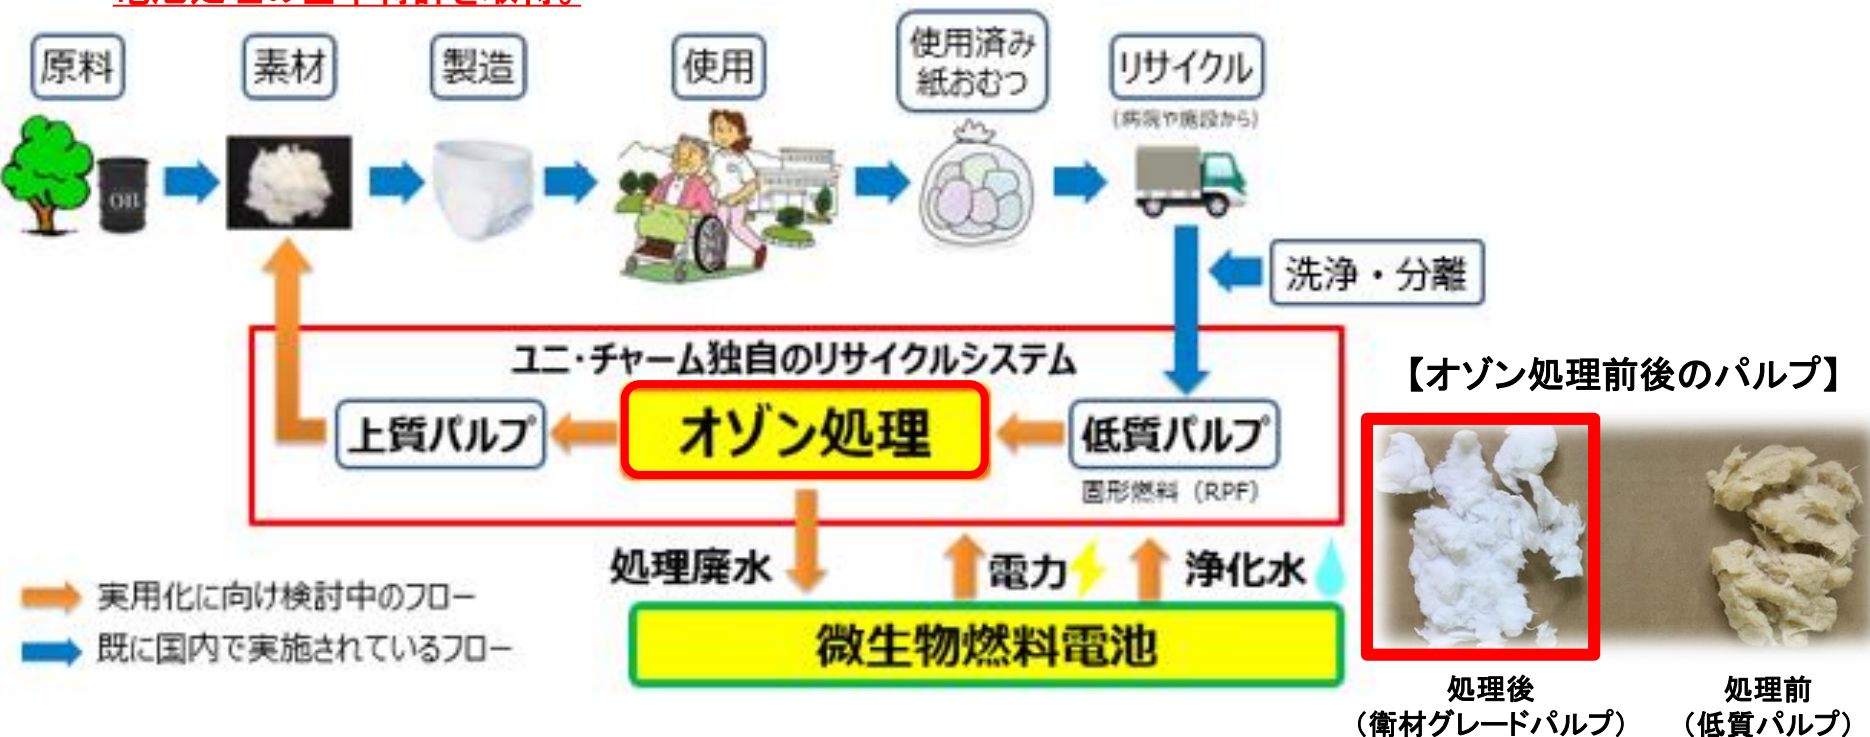 原料
素材
製造
使用
使用済み
紙おむつ
リサイクル
(病院や施設から)
OIL
洗浄・分離
ユニ・チャーム独自のリサイクルシステム
上質パルプ
オゾン処理
低質パルプ
固形燃料（RPF）
処理廃水
電力
浄化水
微生物燃料電池
実用化に向け検討中のフロー
既に国内で実施されているフロー
【オゾン処理前後のパルプ】
処理後
（衛材グレードパルプ）
処理前
（低質パルプ）